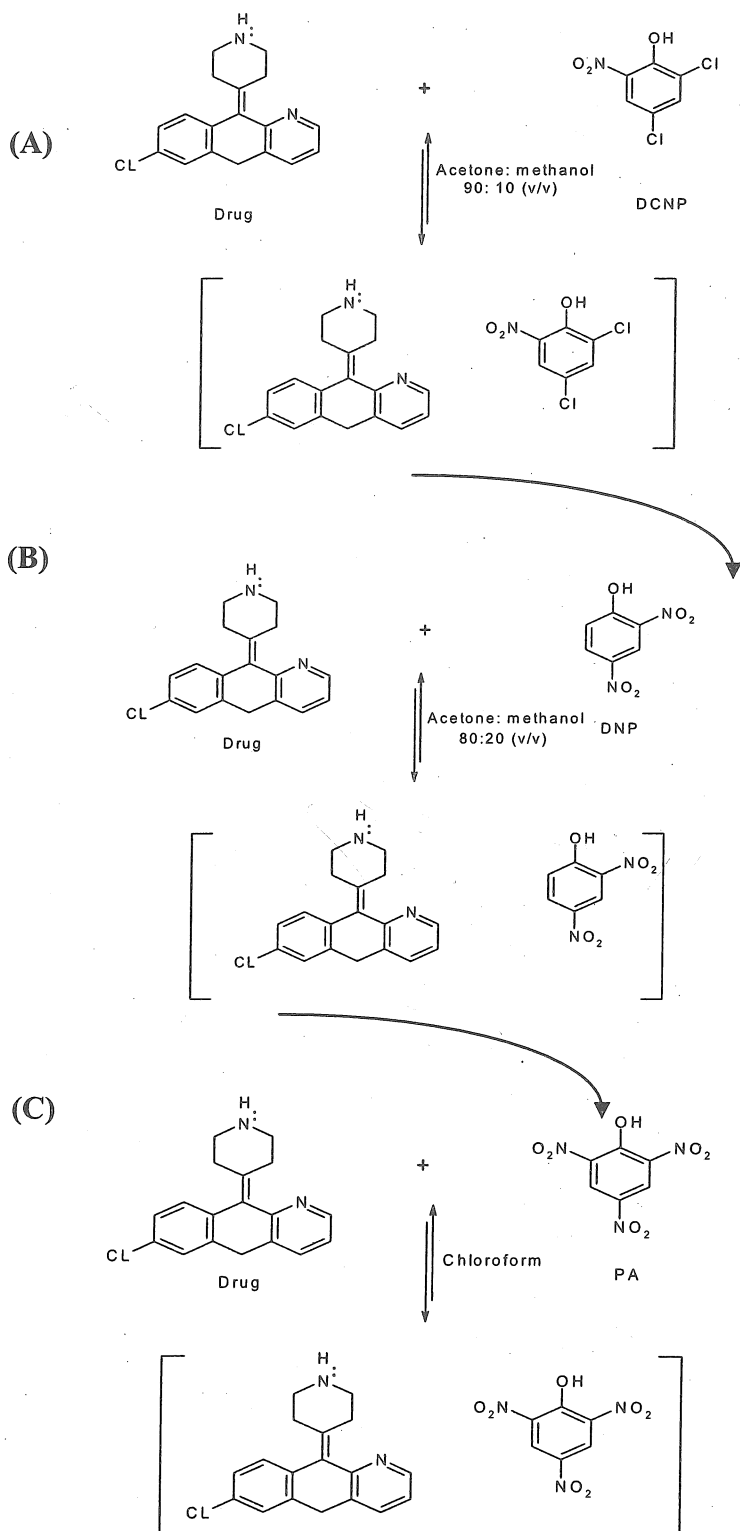 H
N:
N
CL
Drug
(A)
+
Acetone: methanol
90: 10 (v/v)
OH
O₂N
Cl
Cl
DCNP
H
N:
N
CL
OH
O₂N
Cl
Cl
(B)
H
N:
N
CL
Drug
+
Acetone: methanol
80:20 (v/v)
OH
NO₂
NO₂
DNP
H
N:
N
CL
OH
NO₂
NO₂
(C)
H
N:
N
CL
Drug
+
Chloroform
OH
O₂N
NO₂
NO₂
PA
H
N:
N
CL
OH
O₂N
NO₂
NO₂